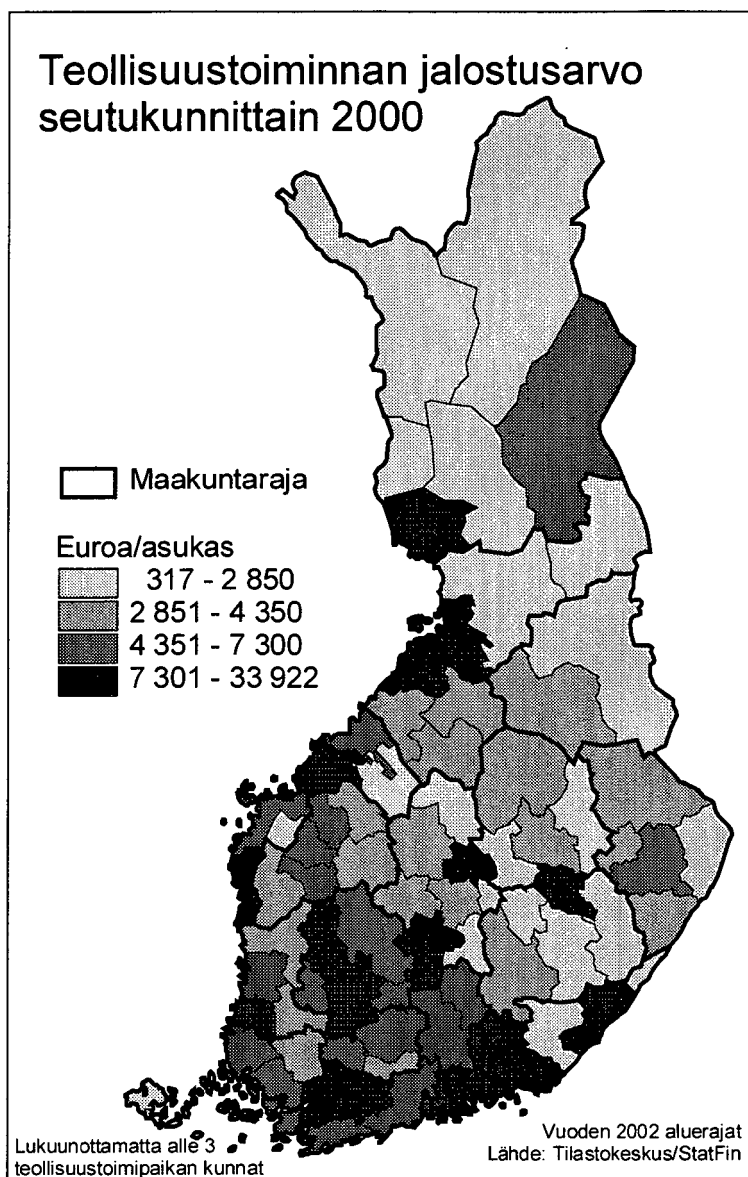 Teollisuustoiminnan jalostusarvo
seutukunnittain 2000
Maakuntaraja
Euroa/asukas
317 - 2 850
2 851 - 4 350
4 351 - 7 300
7 301 - 33 922
Lukuunottamatta alle 3
teollisuustoimipaikan kunnat
Vuoden 2002 aluerajat
Lähde: Tilastokeskus/StatFin